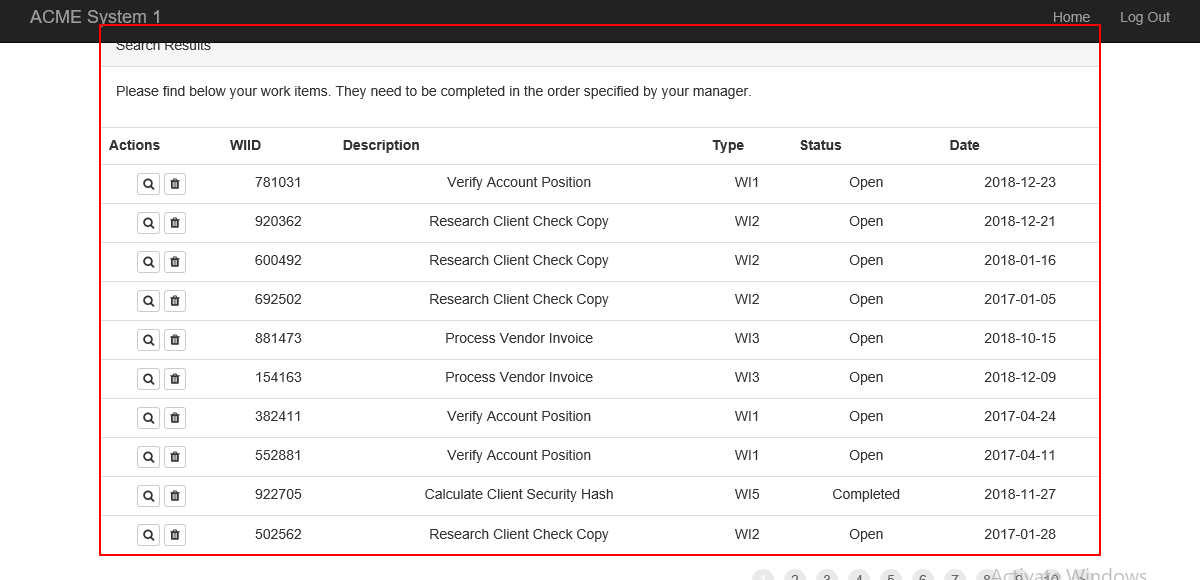 ACME System 1 Home Log Out
Search Results
Please find below your work items. They need to be completed in the order specified by your manager.
Actions WIID Description Type Status Date
781031 Verify Account Position WI1 Open 2018-12-23
920362 Research Client Check Copy WI2 Open 2018-12-21
600492 Research Client Check Copy WI2 Open 2018-01-16
692502 Research Client Check Copy WI2 Open 2017-01-05
881473 Process Vendor Invoice WI3 Open 2018-10-15
154163 Process Vendor Invoice WI3 Open 2018-12-09
382411 Verify Account Position WI1 Open 2017-04-24
552881 Verify Account Position WI1 Open 2017-04-11
922705 Calculate Client Security Hash WI5 Completed 2018-11-27
502562 Research Client Check Copy WI2 Open 2017-01-28
1 2 3 4 5 6 7 8 9 10 >
Activate Windows